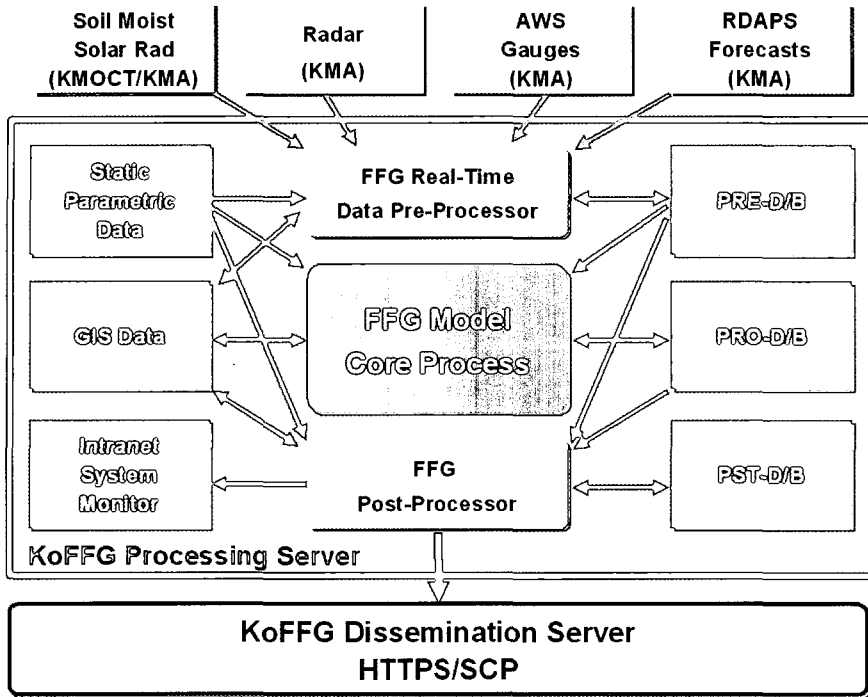 Soil Moist
Solar Rad
(KMOCT/KMA)
Radar
(KMA)
AWS
Gauges
(KMA)
RDAPS
Forecasts
(KMA)
Static
Parametric
Data
FFG Real-Time
Data Pre-Processor
PRE-D/B
GIS Data
FFG Model
Core Process
PRO-D/B
Intranet
System
Monitor
FFG
Post-Processor
PST-D/B
KoFFG Processing Server
KoFFG Dissemination Server
HTTPS/SCP